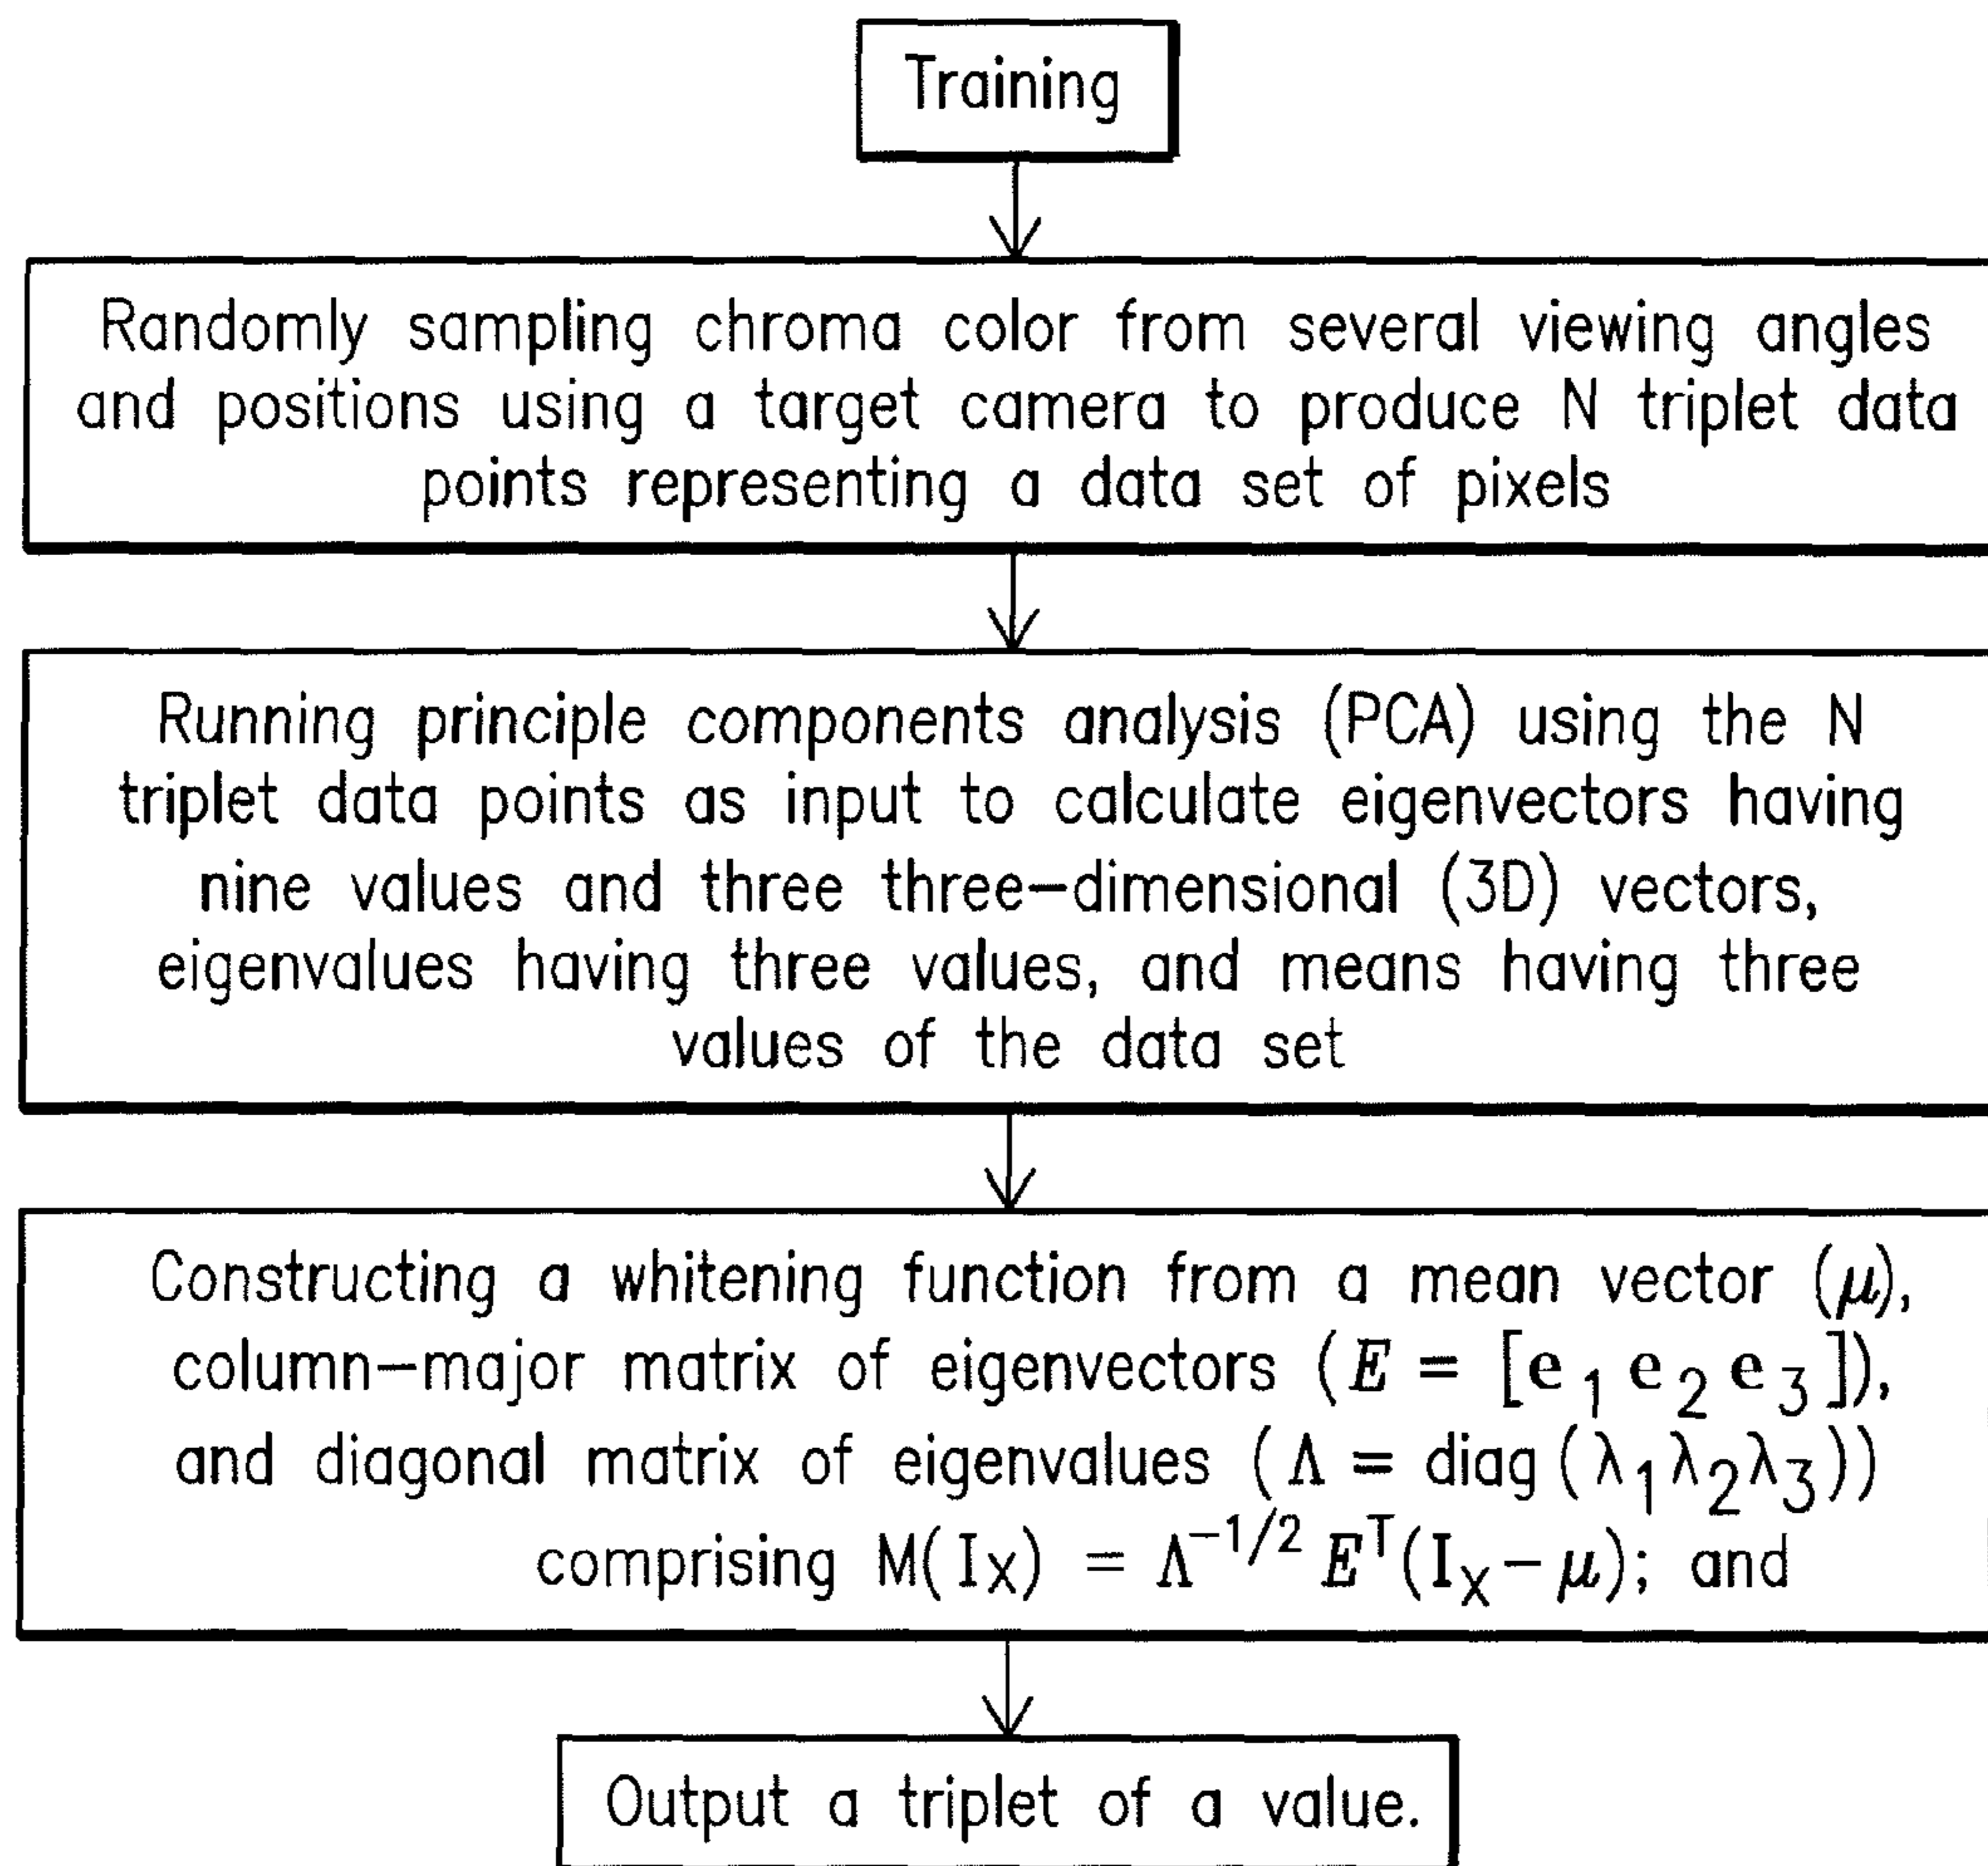 Training
Randomly sampling chroma color from several viewing angles
and positions using a target camera to produce N triplet data
points representing a data set of pixels
Running principle components analysis (PCA) using the N
triplet data points as input to calculate eigenvectors having
nine values and three three-dimensional (3D) vectors,
eigenvalues having three values, and means having three
values of the data set
Constructing a whitening function from a mean vector (μ),
column-major matrix of eigenvectors (E = [e₁ e₂ e₃]),
and diagonal matrix of eigenvalues (Λ = diag (λ₁λ₂λ₃))
comprising M(Iₓ) = Λ⁻¹/² Eᵀ(Iₓ-μ); and
Output a triplet of a value.